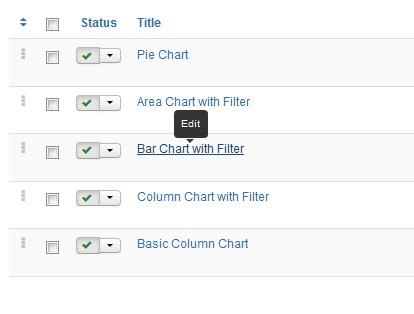 Status Title
Pie Chart
Area Chart with Filter
Edit
Bar Chart with Filter
Column Chart with Filter
Basic Column Chart